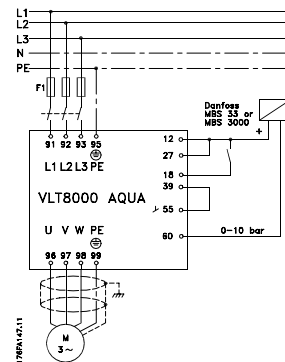 L1
L2
L3
N
PE
F1
Danfoss
MBS 33 or
MBS 3000
+
91 92 93 95
12
27
L1 L2 L3 PE
18
39
VLT8000 AQUA
55
U V W PE
60
0-10 bar
96 97 98 99
M
3~
176FA147.11